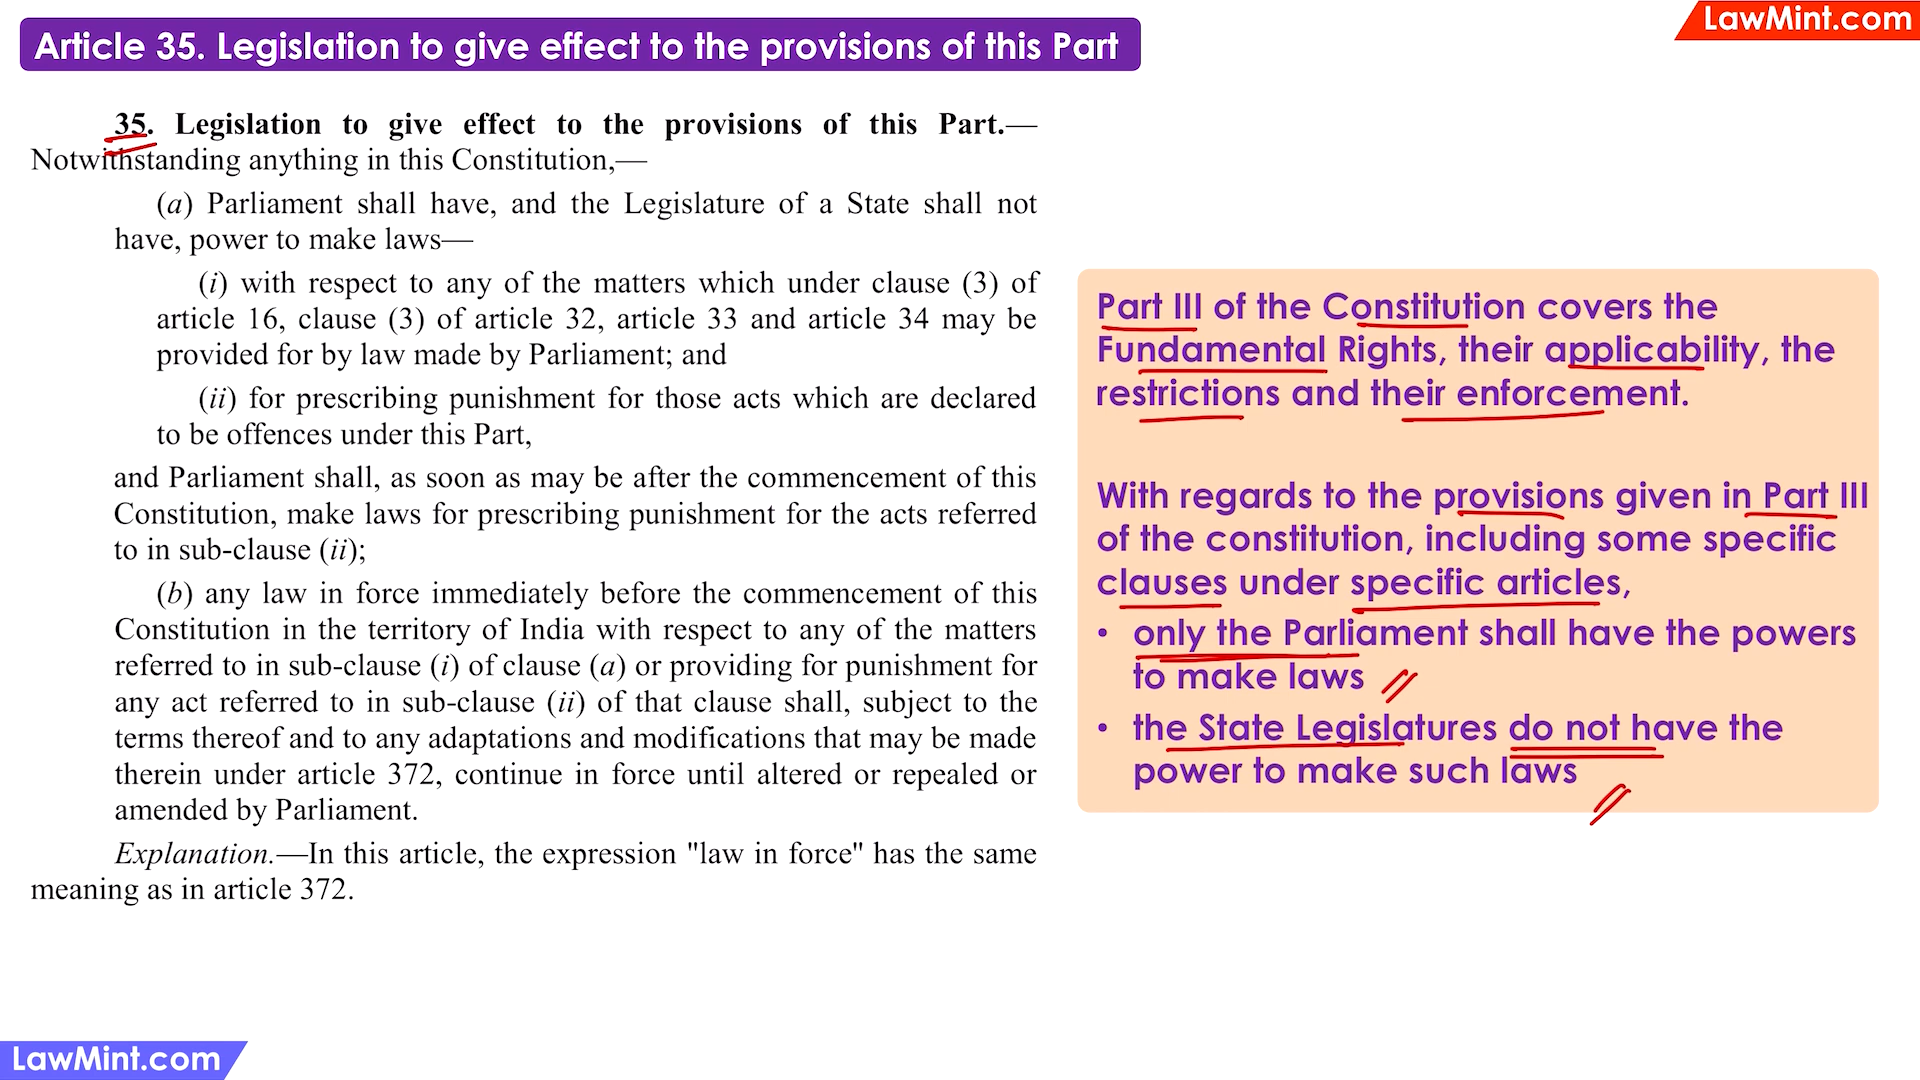 Article 35. Legislation to give effect to the provisions of this Part
LawMint.com
35. Legislation to give effect to the provisions of this Part.—
Notwithstanding anything in this Constitution,—
(a) Parliament shall have, and the Legislature of a State shall not
have, power to make laws—
(i) with respect to any of the matters which under clause (3) of
article 16, clause (3) of article 32, article 33 and article 34 may be
provided for by law made by Parliament; and
(ii) for prescribing punishment for those acts which are declared
to be offences under this Part,
and Parliament shall, as soon as may be after the commencement of this
Constitution, make laws for prescribing punishment for the acts referred
to in sub-clause (ii);
(b) any law in force immediately before the commencement of this
Constitution in the territory of India with respect to any of the matters
referred to in sub-clause (i) of clause (a) or providing for punishment for
any act referred to in sub-clause (ii) of that clause shall, subject to the
terms thereof and to any adaptations and modifications that may be made
therein under article 372, continue in force until altered or repealed or
amended by Parliament.
Explanation.—In this article, the expression "law in force" has the same
meaning as in article 372.
Part III of the Constitution covers the
Fundamental Rights, their applicability, the
restrictions and their enforcement.
With regards to the provisions given in Part III
of the constitution, including some specific
clauses under specific articles,
• only the Parliament shall have the powers
to make laws
• the State Legislatures do not have the
power to make such laws
LawMint.com